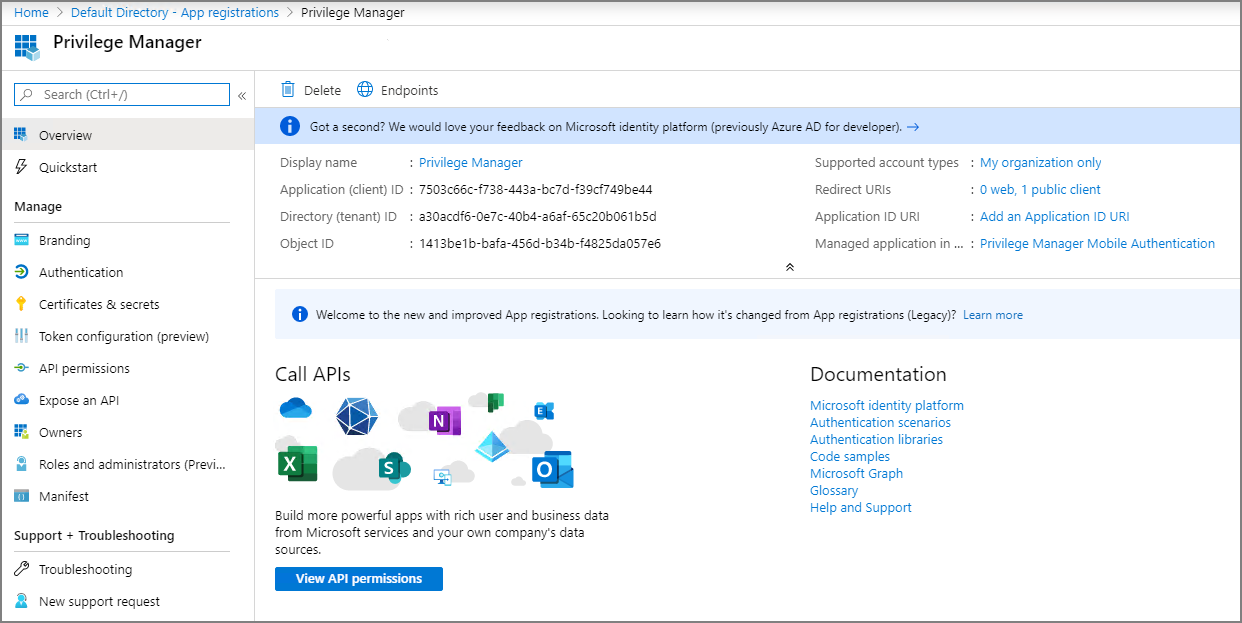 Home > Default Directory - App registrations > Privilege Manager
Privilege Manager
Search (Ctrl+/)
«
Overview
Quickstart
Manage
Branding
Authentication
Certificates & secrets
Token configuration (preview)
API permissions
Expose an API
Owners
Roles and administrators (Previ...
Manifest
Support + Troubleshooting
Troubleshooting
New support request
Delete Endpoints
Got a second? We would love your feedback on Microsoft identity platform (previously Azure AD for developer). →
Display name : Privilege Manager
Application (client) ID : 7503c66c-f738-443a-bc7d-f39cf749be44
Directory (tenant) ID : a30acdf6-0e7c-40b4-a6af-65c20b061b5d
Object ID : 1413be1b-bafa-456d-b34b-f4825da057e6
Supported account types : My organization only
Redirect URIs : 0 web, 1 public client
Application ID URI : Add an Application ID URI
Managed application in ... : Privilege Manager Mobile Authentication
Welcome to the new and improved App registrations. Looking to learn how it's changed from App registrations (Legacy)? Learn more
Call APIs
N
E
X
S
O
Build more powerful apps with rich user and business data
from Microsoft services and your own company's data
sources.
View API permissions
Documentation
Microsoft identity platform
Authentication scenarios
Authentication libraries
Code samples
Microsoft Graph
Glossary
Help and Support